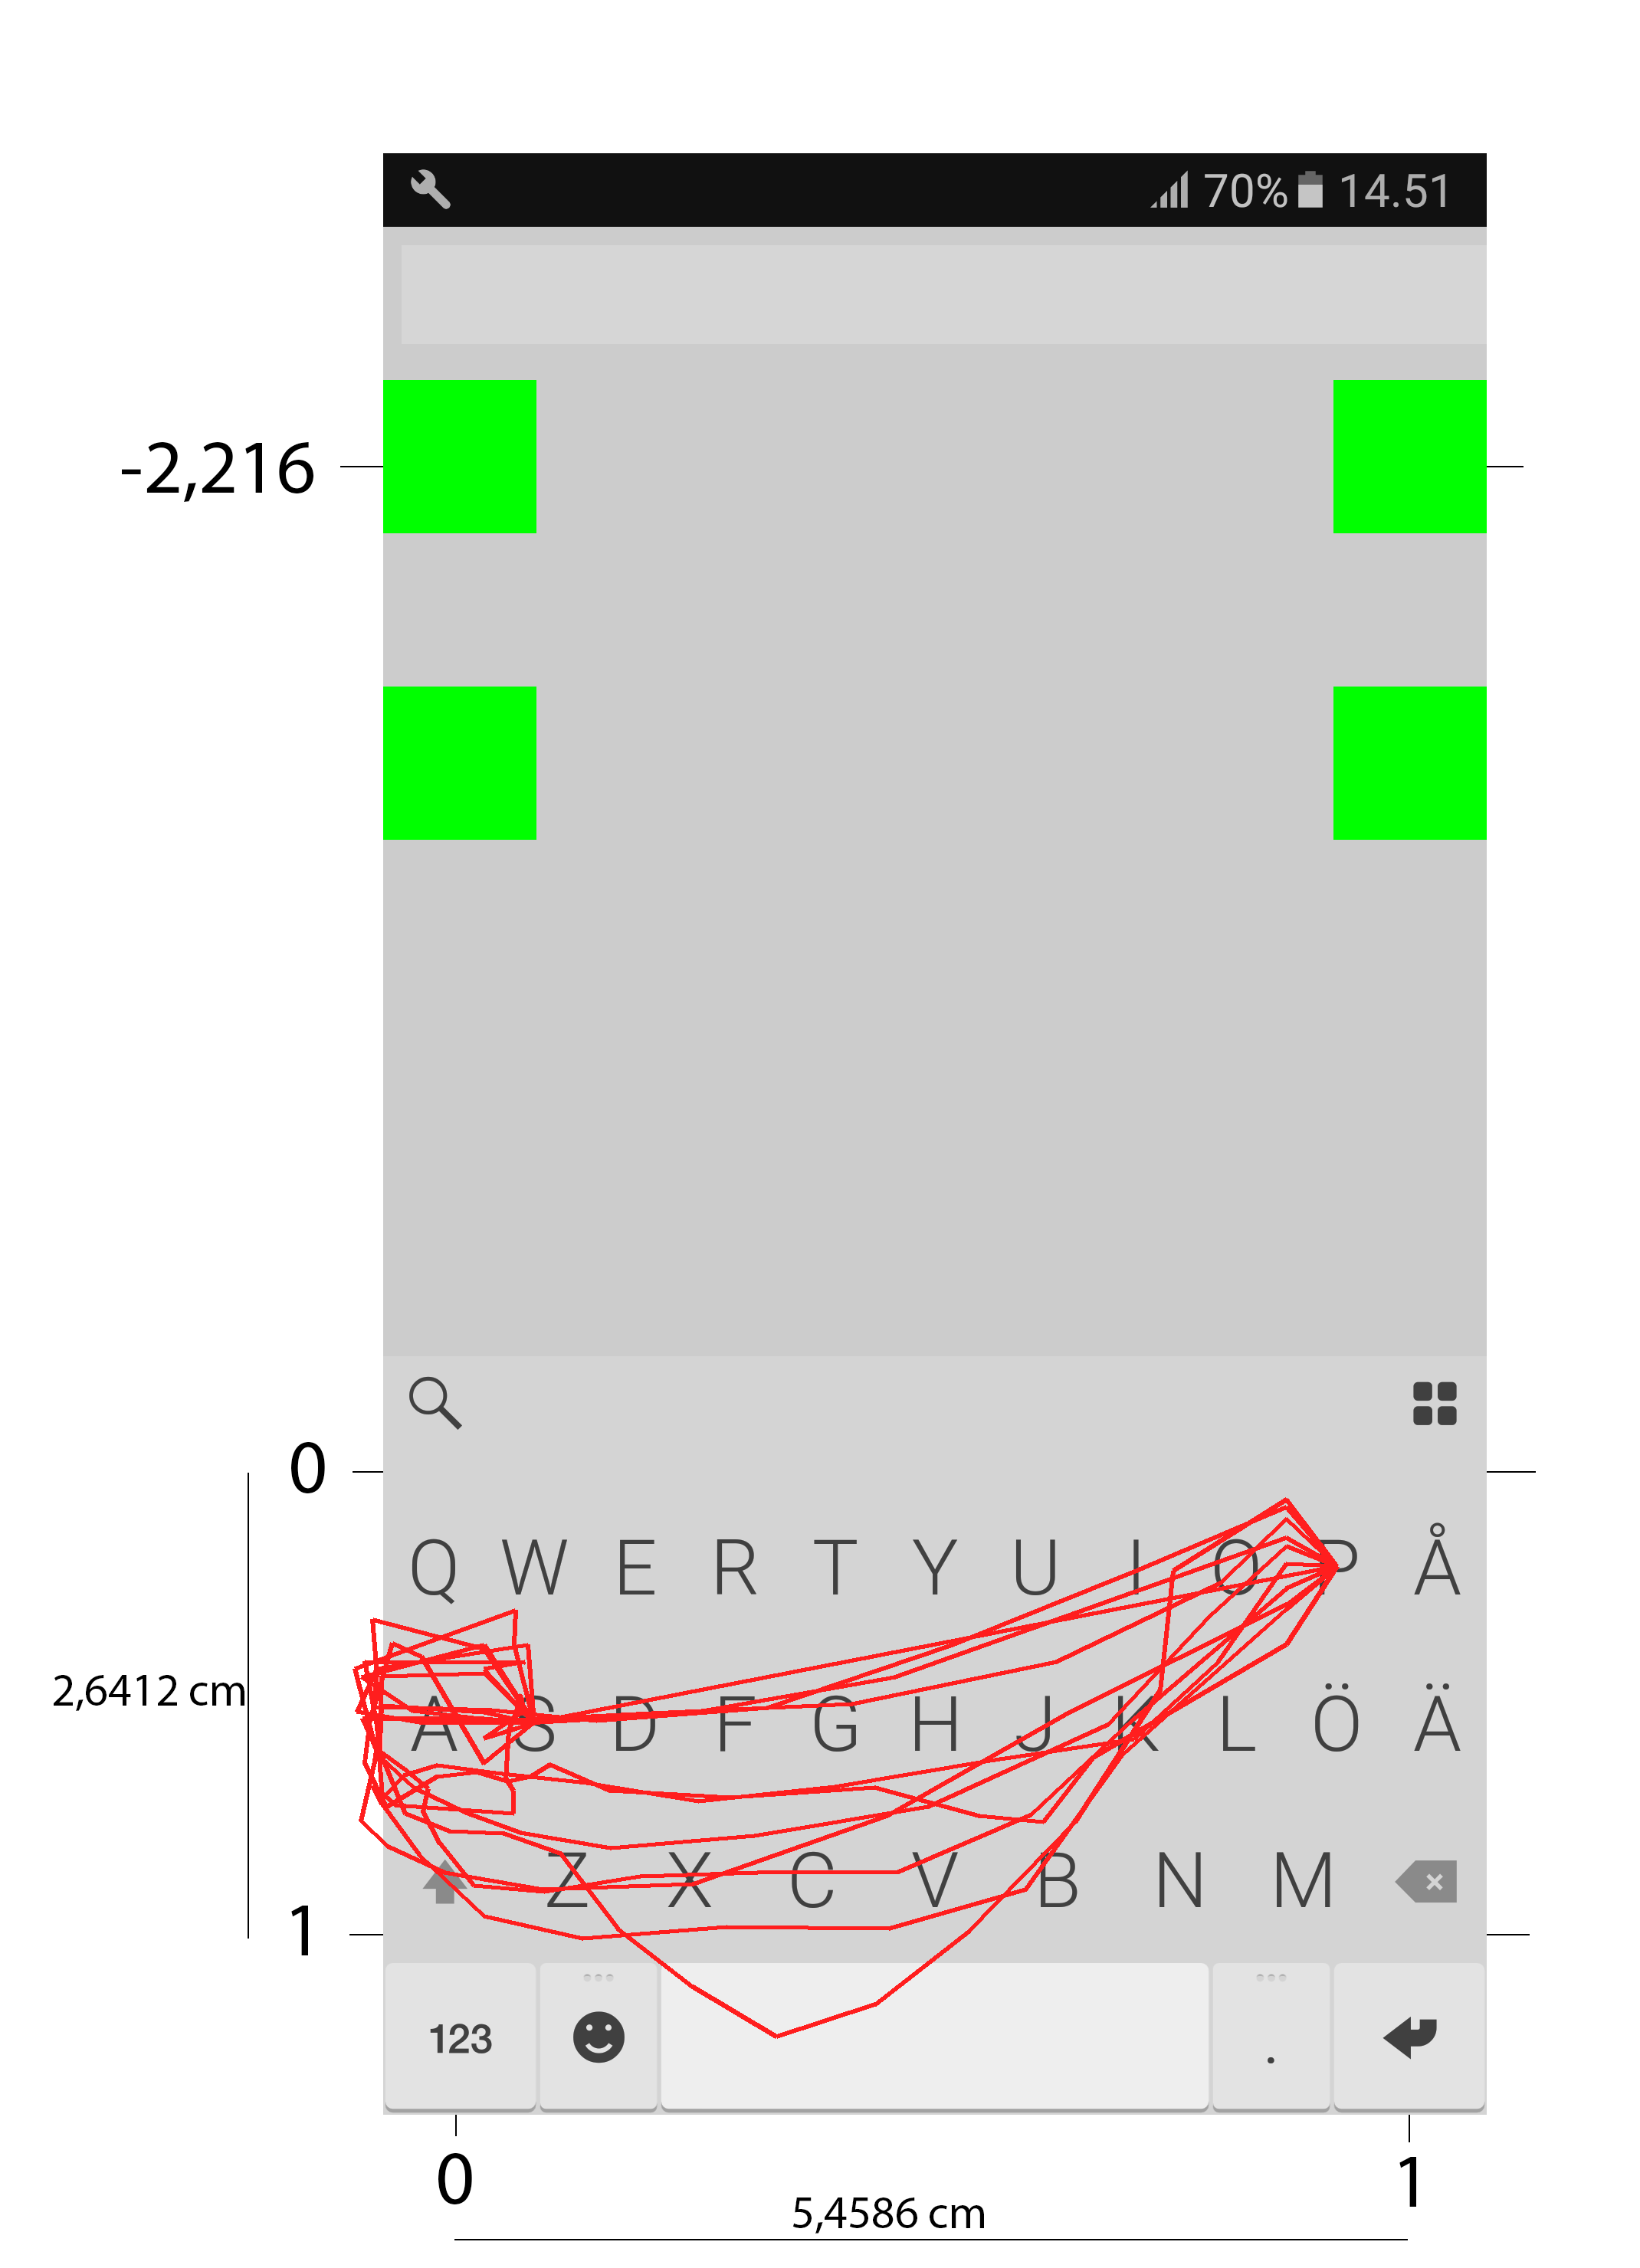 70% 14.51
-2,216
0
Q W E R T Y U I O P Å
2,6412 cm
A S D F G H J K L Ö Ä
Z X C V B N M
1
123 .
0 1
5,4586 cm